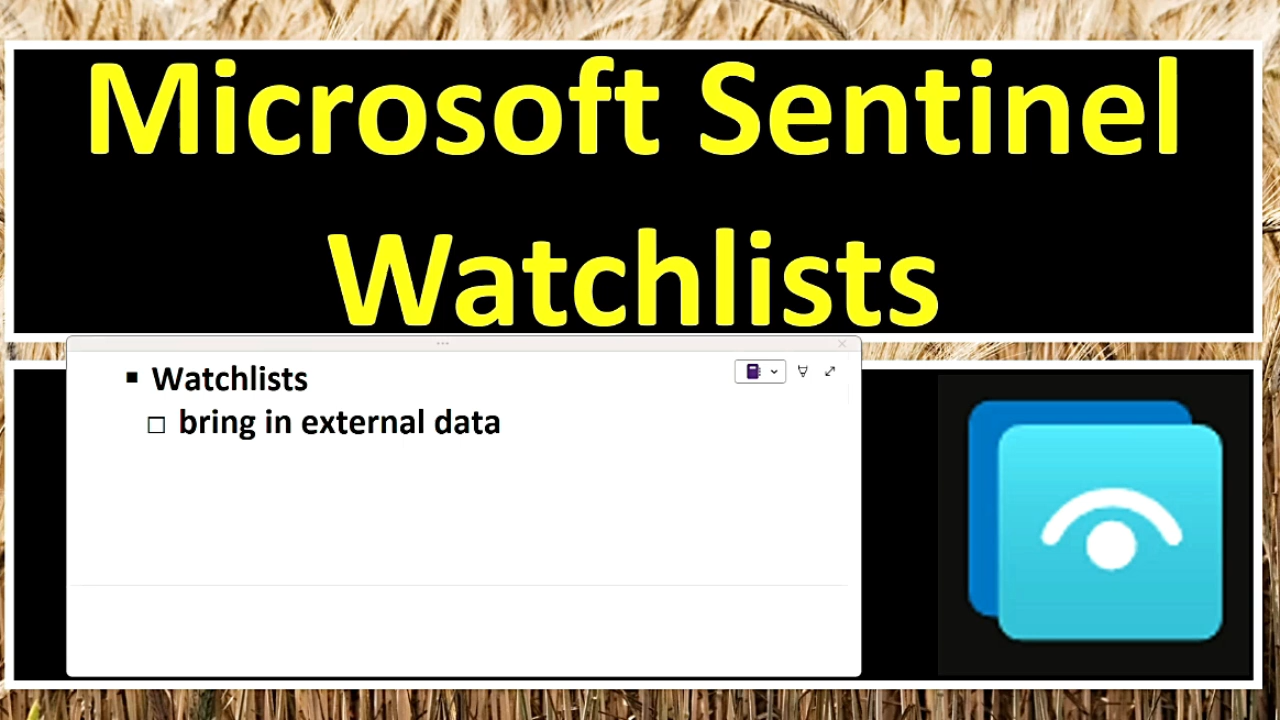 Microsoft Sentinel
Watchlists
▪ Watchlists
□ bring in external data